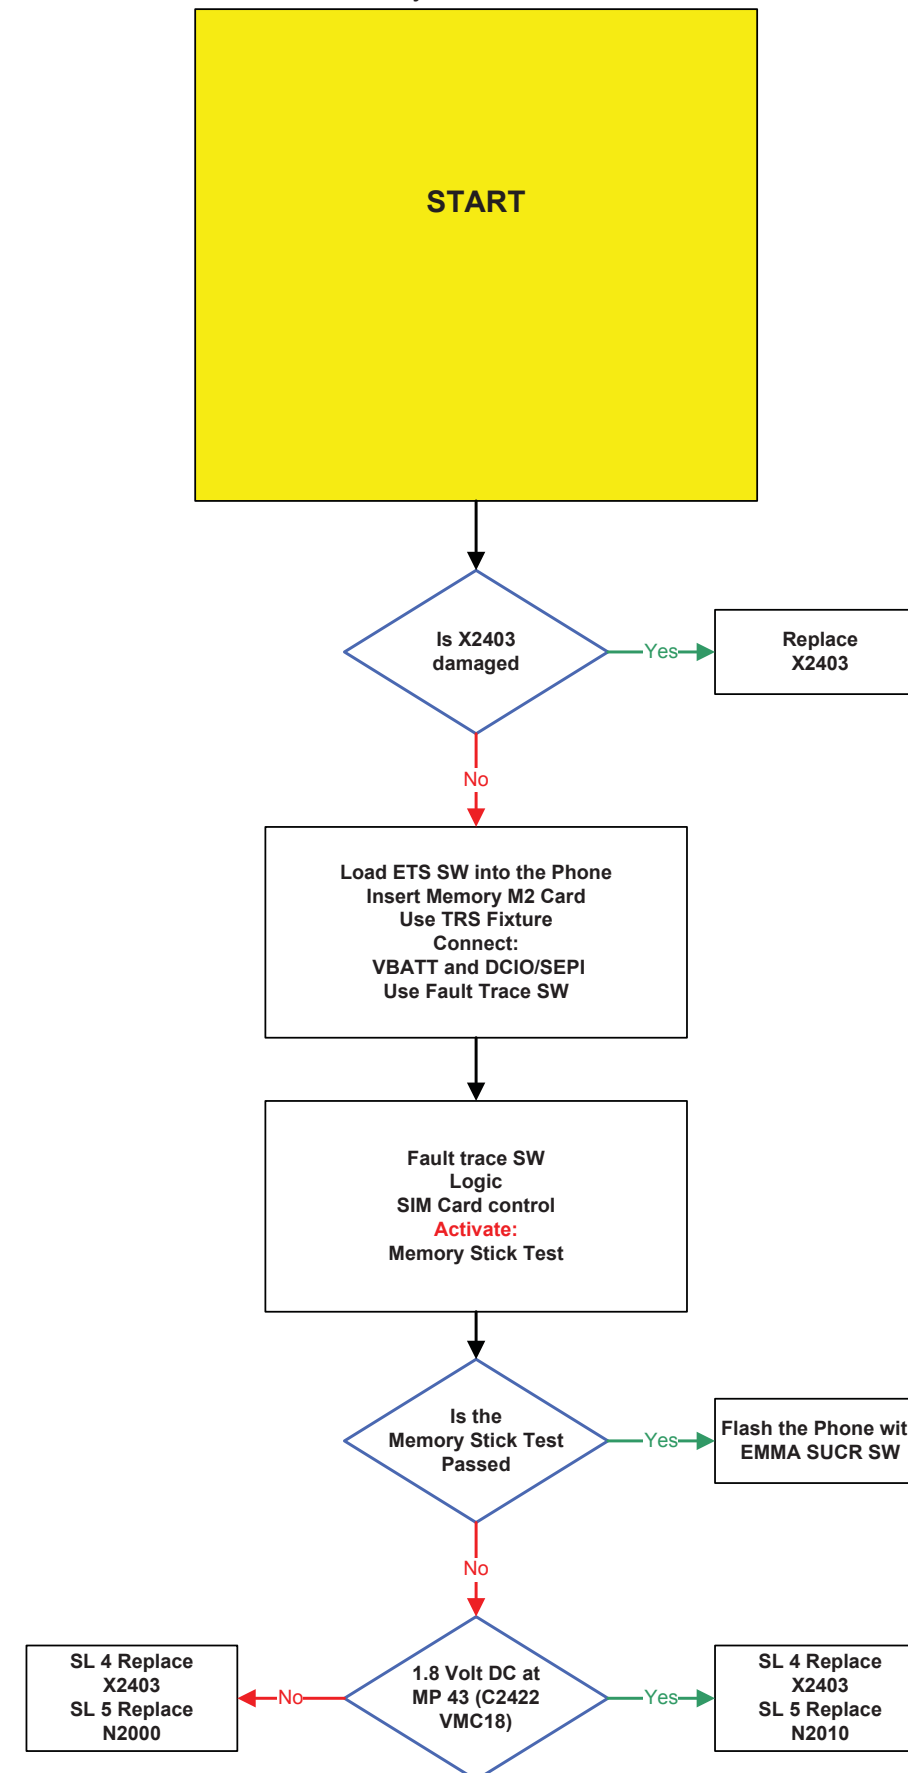 START
Is X2403
damaged
Yes
Replace
X2403
No
Load ETS SW into the Phone
Insert Memory M2 Card
Use TRS Fixture
Connect:
VBATT and DCIO/SEPI
Use Fault Trace SW
Fault trace SW
Logic
SIM Card control
Activate:
Memory Stick Test
Is the
Memory Stick Test
Passed
Yes
Flash the Phone wit
EMMA SUCR SW
No
1.8 Volt DC at
MP 43 (C2422
VMC18)
No
SL 4 Replace
X2403
SL 5 Replace
N2000
Yes
SL 4 Replace
X2403
SL 5 Replace
N2010